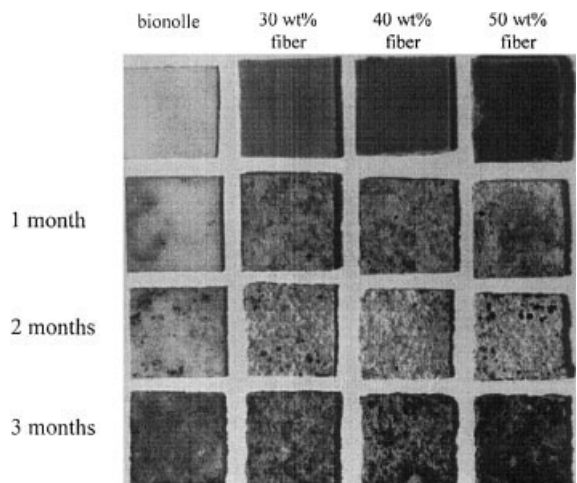 bionolle
30 wt%
fiber
40 wt%
fiber
50 wt%
fiber
1 month
2 months
3 months